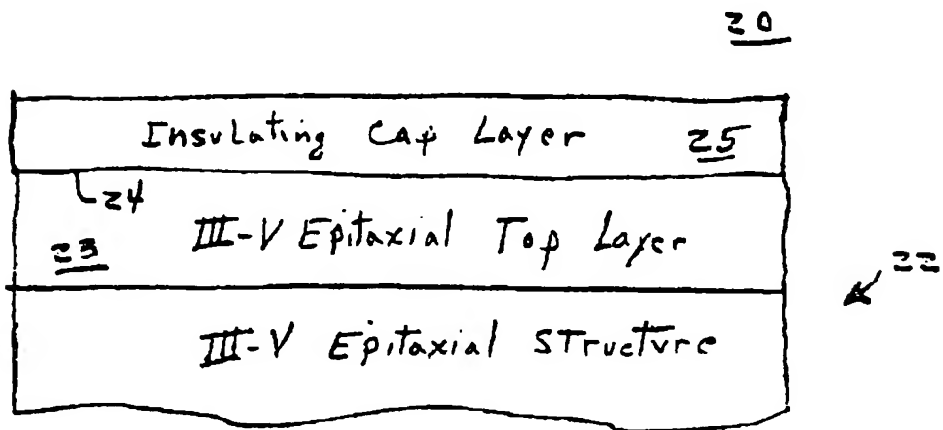 20
Insulating Cap Layer 25
24
III-V Epitaxial Top Layer
23
22
III-V Epitaxial Structure